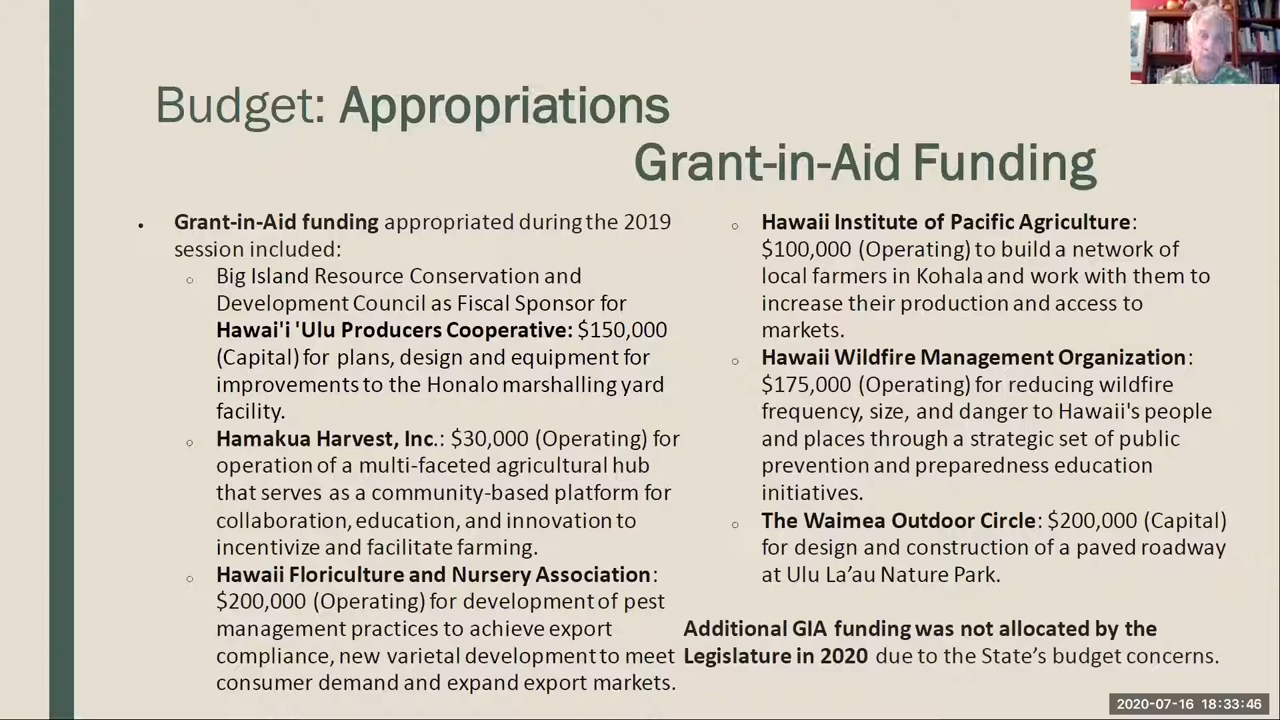 Budget: Appropriations
Grant-in-Aid Funding
• Grant-in-Aid funding appropriated during the 2019
session included:
○ Big Island Resource Conservation and
Development Council as Fiscal Sponsor for
Hawai'i 'Ulu Producers Cooperative: $150,000
(Capital) for plans, design and equipment for
improvements to the Honalo marshalling yard
facility.
○ Hamakua Harvest, Inc.: $30,000 (Operating) for
operation of a multi-faceted agricultural hub
that serves as a community-based platform for
collaboration, education, and innovation to
incentivize and facilitate farming.
○ Hawaii Floriculture and Nursery Association:
$200,000 (Operating) for development of pest
management practices to achieve export
compliance, new varietal development to meet
consumer demand and expand export markets.
○ Hawaii Institute of Pacific Agriculture:
$100,000 (Operating) to build a network of
local farmers in Kohala and work with them to
increase their production and access to
markets.
○ Hawaii Wildfire Management Organization:
$175,000 (Operating) for reducing wildfire
frequency, size, and danger to Hawaii's people
and places through a strategic set of public
prevention and preparedness education
initiatives.
○ The Waimea Outdoor Circle: $200,000 (Capital)
for design and construction of a paved roadway
at Ulu La’au Nature Park.
Additional GIA funding was not allocated by the
Legislature in 2020 due to the State’s budget concerns.
2020-07-16 18:33:46